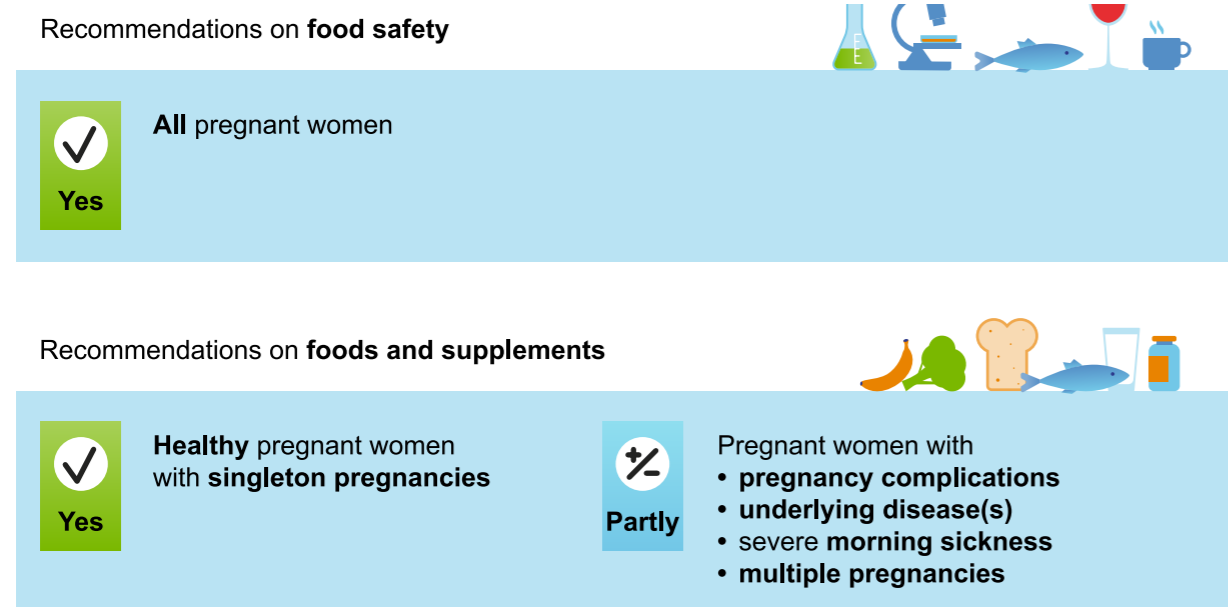 Recommendations on food safety
All pregnant women
Yes
Recommendations on foods and supplements
Healthy pregnant women
with singleton pregnancies
Yes
Partly
Pregnant women with
• pregnancy complications
• underlying disease(s)
• severe morning sickness
• multiple pregnancies